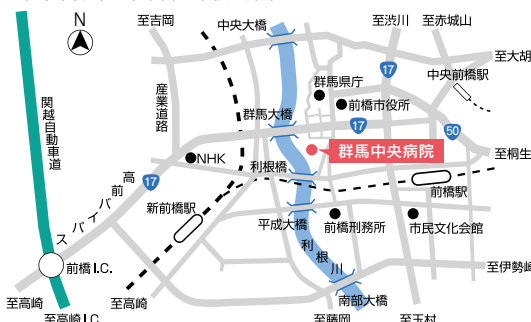 N
至吉岡
中央大橋
至渋川
至赤城山
至大胡
17
中央前橋駅
群馬県庁
前橋市役所
関越自動車道
産業道路
群馬大橋
17
50
群馬中央病院
至桐生
NHK
利根橋
17
高前バイパス
新前橋駅
前橋駅
平成大橋
前橋刑務所
市民文化会館
利根川
前橋I.C.
至伊勢崎
至高崎
至高崎
南部大橋
至高崎I.C.
至藤岡
至玉村